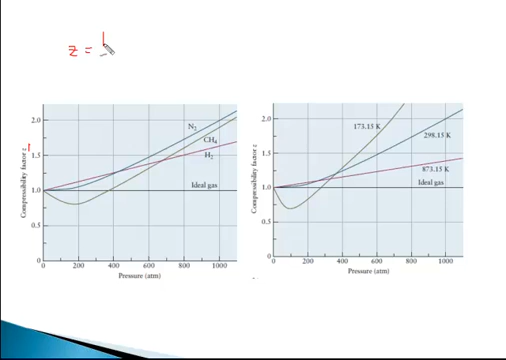 z =
2.0
N₂
CH₄
1.5
H₂
Compressibility factor z
1.0
Ideal gas
0.5
0
0 200 400 600 800 1000
Pressure (atm)
2.0
173.15 K
298.15 K
1.5
873.15 K
Compressibility factor z
1.0
Ideal gas
0.5
0
0 200 400 600 800 1000
Pressure (atm)